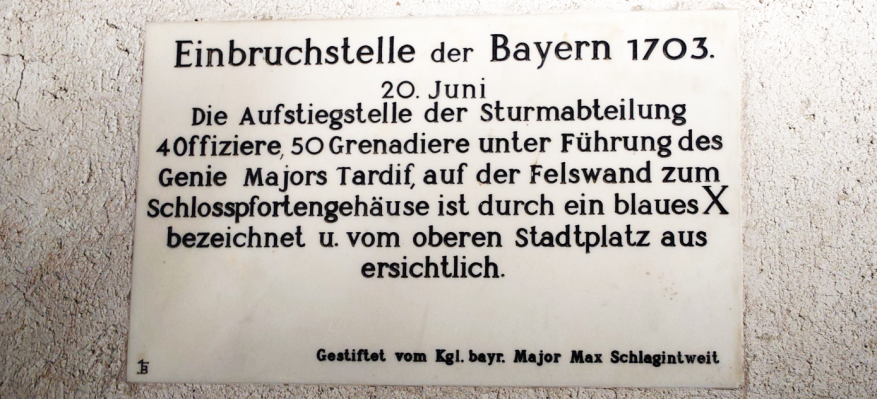 Einbruchstelle der Bayern 1703.
20. Juni
Die Aufstiegstelle der Sturmabteilung
4Offiziere, 50 Grenadiere unter Führung des
Genie Majors Tardif, auf der Felswand zum
Schlosspfortengehäuse ist durch ein blaues X
bezeichnet u. vom oberen Stadtplatz aus
ersichtlich.
Gestiftet vom Kgl. bayr. Major Max Schlagintweit